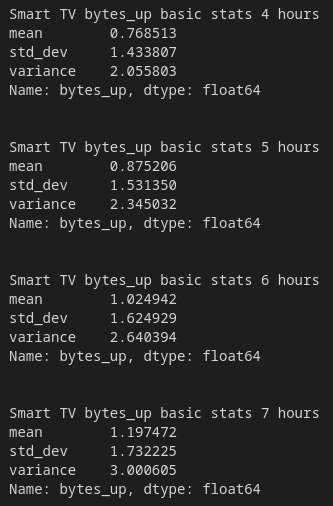 Smart TV bytes_up basic stats 4 hours
mean        0.768513
std_dev     1.433807
variance    2.055803
Name: bytes_up, dtype: float64
Smart TV bytes_up basic stats 5 hours
mean        0.875206
std_dev     1.531350
variance    2.345032
Name: bytes_up, dtype: float64
Smart TV bytes_up basic stats 6 hours
mean        1.024942
std_dev     1.624929
variance    2.640394
Name: bytes_up, dtype: float64
Smart TV bytes_up basic stats 7 hours
mean        1.197472
std_dev     1.732225
variance    3.000605
Name: bytes_up, dtype: float64